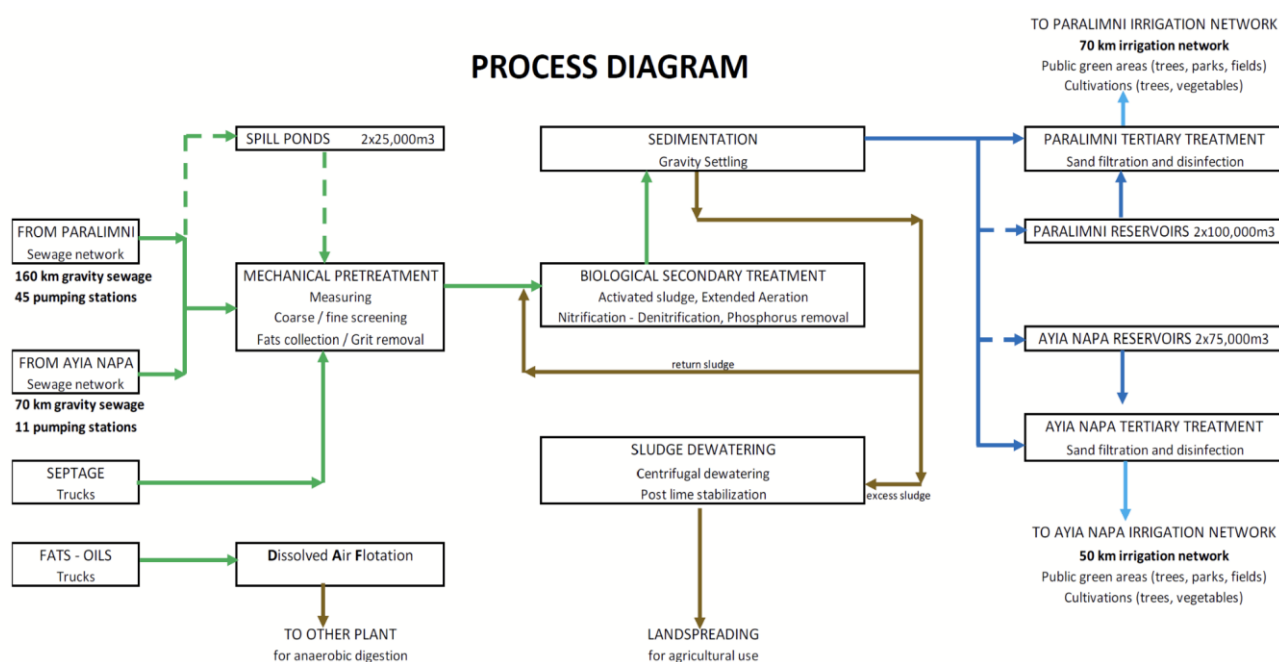 PROCESS DIAGRAM
SPILL PONDS 2x25,000m3
FROM PARALIMNI
Sewage network
160 km gravity sewage
45 pumping stations
FROM AYIA NAPA
Sewage network
70 km gravity sewage
11 pumping stations
SEPTAGE
Trucks
FATS - OILS
Trucks
MECHANICAL PRETREATMENT
Measuring
Coarse / fine screening
Fats collection / Grit removal
Dissolved Air Flotation
TO OTHER PLANT
for anaerobic digestion
SEDIMENTATION
Gravity Settling
BIOLOGICAL SECONDARY TREATMENT
Activated sludge, Extended Aeration
Nitrification - Denitrification, Phosphorus removal
return sludge
SLUDGE DEWATERING
Centrifugal dewatering
Post lime stabilization
excess sludge
LANDSPREADING
for agricultural use
TO PARALIMNI IRRIGATION NETWORK
70 km irrigation network
Public green areas (trees, parks, fields)
Cultivations (trees, vegetables)
PARALIMNI TERTIARY TREATMENT
Sand filtration and disinfection
PARALIMNI RESERVOIRS 2x100,000m3
AYIA NAPA RESERVOIRS 2x75,000m3
AYIA NAPA TERTIARY TREATMENT
Sand filtration and disinfection
TO AYIA NAPA IRRIGATION NETWORK
50 km irrigation network
Public green areas (trees, parks, fields)
Cultivations (trees, vegetables)